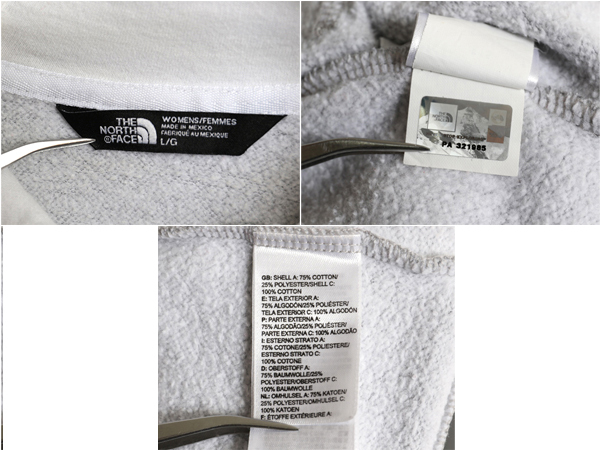 THE
NORTH
FACE
WOMENS/FEMMES
MADE IN MEXICO
FABRIQUÉ AU MEXIQUE
L/G
PA 321985
GB: SHELL A: 75% COTTON/
25% POLYESTER/SHELL C:
100% COTTON
E: TELA EXTERIOR A:
75% ALGODÓN/25% POLIÉSTER/
TELA EXTERIOR C: 100% ALGODÓN
P: PARTE EXTERNA A:
75% ALGODÃO/25% POLIÉSTER/
PARTE EXTERNA C: 100% ALGODÃO
I: ESTERNO STRATO A:
75% COTONE/25% POLIESTERE/
ESTERNO STRATO C:
100% COTONE
D: OBERSTOFF A:
75% BAUMWOLLE/25%
POLYESTER/OBERSTOFF C:
100% BAUMWOLLE
NL: OMHULSEL A: 75% KATOEN/
25% POLYESTER/OMHULSEL C:
100% KATOEN
F: ÉTOFFE EXTÉRIEURE A: